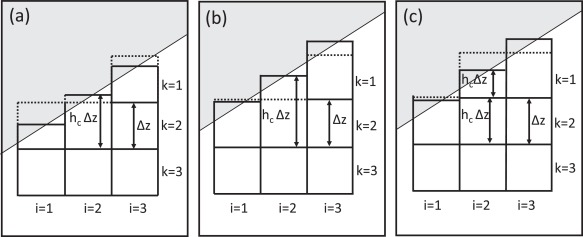 (a)
k=1
h_c Δz
Δz
k=2
k=3
i=1 i=2 i=3
(b)
k=1
h_c Δz
Δz
k=2
k=3
i=1 i=2 i=3
(c)
h_c Δz
k=1
h_c Δz
Δz
k=2
k=3
i=1 i=2 i=3